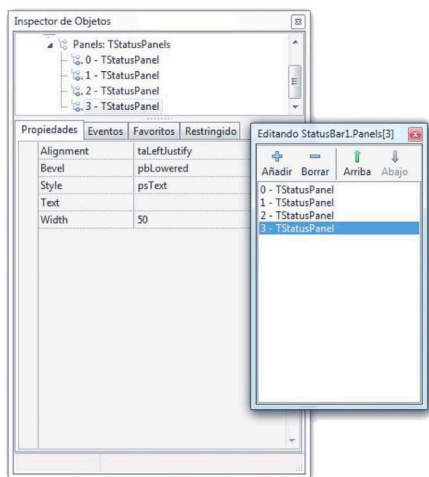 Inspector de Objetos
Panels: TStatusPanels
0 - TStatusPanel
1 - TStatusPanel
2 - TStatusPanel
3 - TStatusPanel
Propiedades Eventos Favoritos Restringido
Alignment taLeftJustify
Bevel pbLowered
Style psText
Text
Width 50
Editando StatusBar1.Panels[3]
Añadir Borrar Arriba Abajo
0 - TStatusPanel
1 - TStatusPanel
2 - TStatusPanel
3 - TStatusPanel